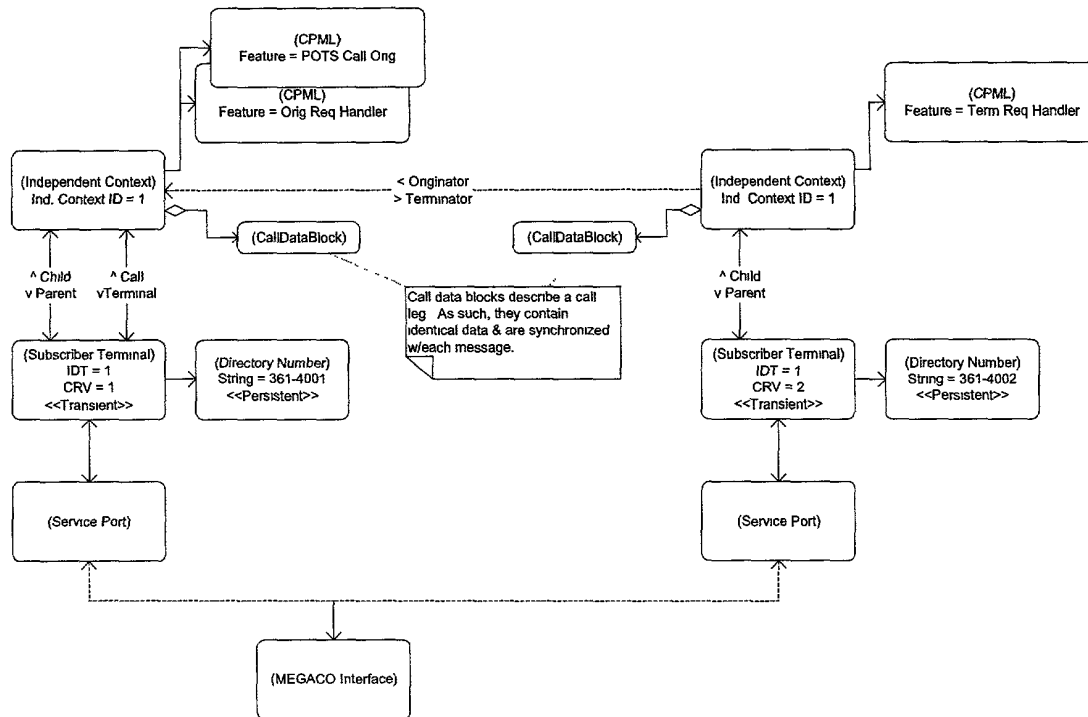 (CPML)
Feature = POTS Call Orig
(CPML)
Feature = Orig Req Handler
(CPML)
Feature = Term Req Handler
(Independent Context)
Ind. Context ID = 1
< Originator
> Terminator
(Independent Context)
Ind Context ID = 1
(CallDataBlock)
(CallDataBlock)
^ Child
v Parent
^ Call
vTerminal
^ Child
v Parent
Call data blocks describe a call
leg As such, they contain
identical data & are synchronized
w/each message.
(Subscriber Terminal)
IDT = 1
CRV = 1
<<Transient>>
(Directory Number)
String = 361-4001
<<Persistent>>
(Subscriber Terminal)
IDT = 1
CRV = 2
<<Transient>>
(Directory Number)
String = 361-4002
<<Persistent>>
(Service Port)
(Service Port)
(MEGACO Interface)